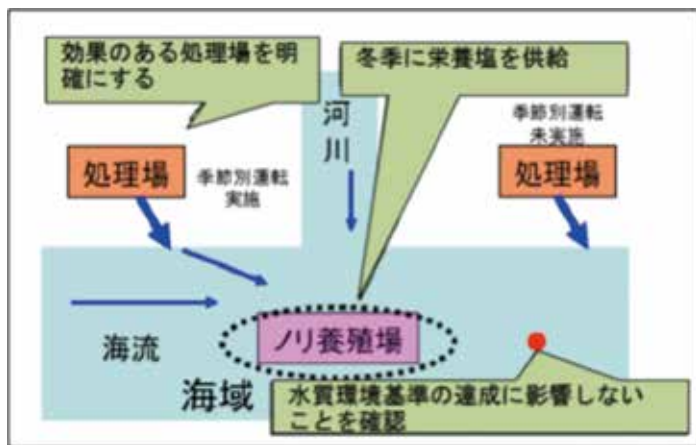 効果のある処理場を明
確にする
冬季に栄養塩を供給
季節別運転
未実施
河
川
処理場
季節別運転
実施
処理場
海流
ノリ養殖場
海域
水質環境基準の達成に影響しない
ことを確認